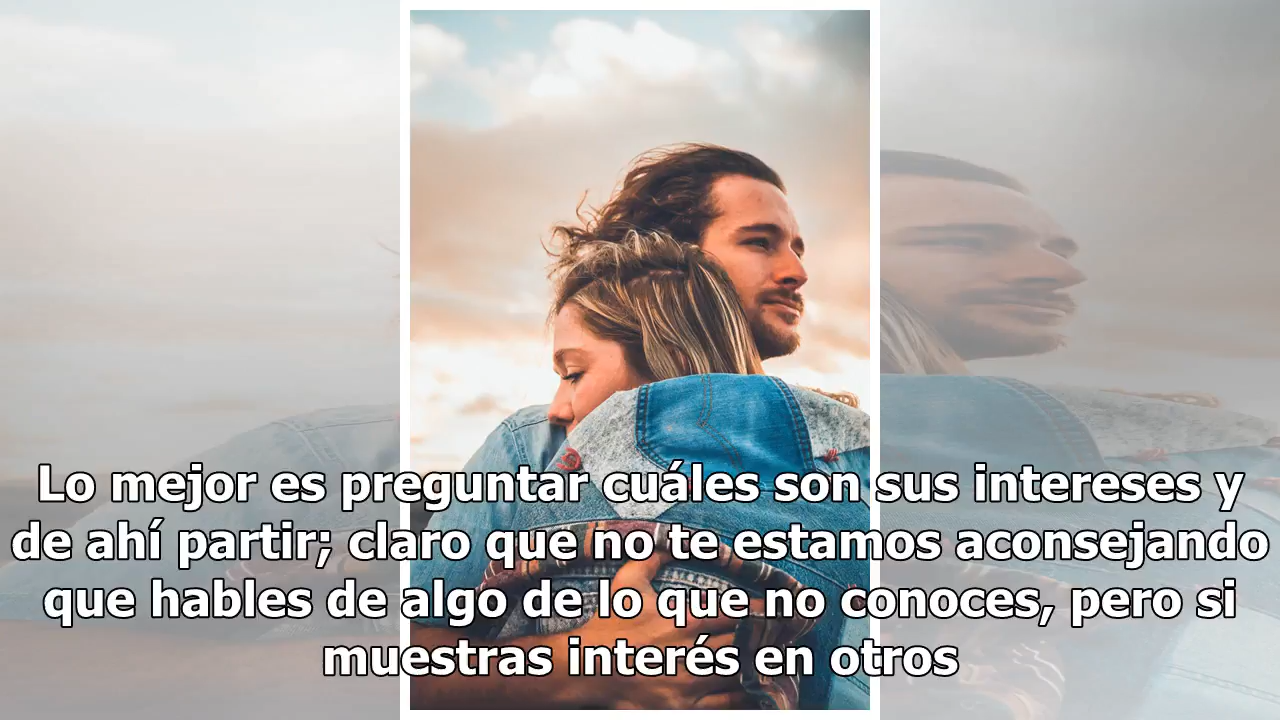 Lo mejor es preguntar cuáles son sus intereses y
de ahí partir; claro que no te estamos aconsejando
que hables de algo de lo que no conoces, pero si
muestras interés en otros